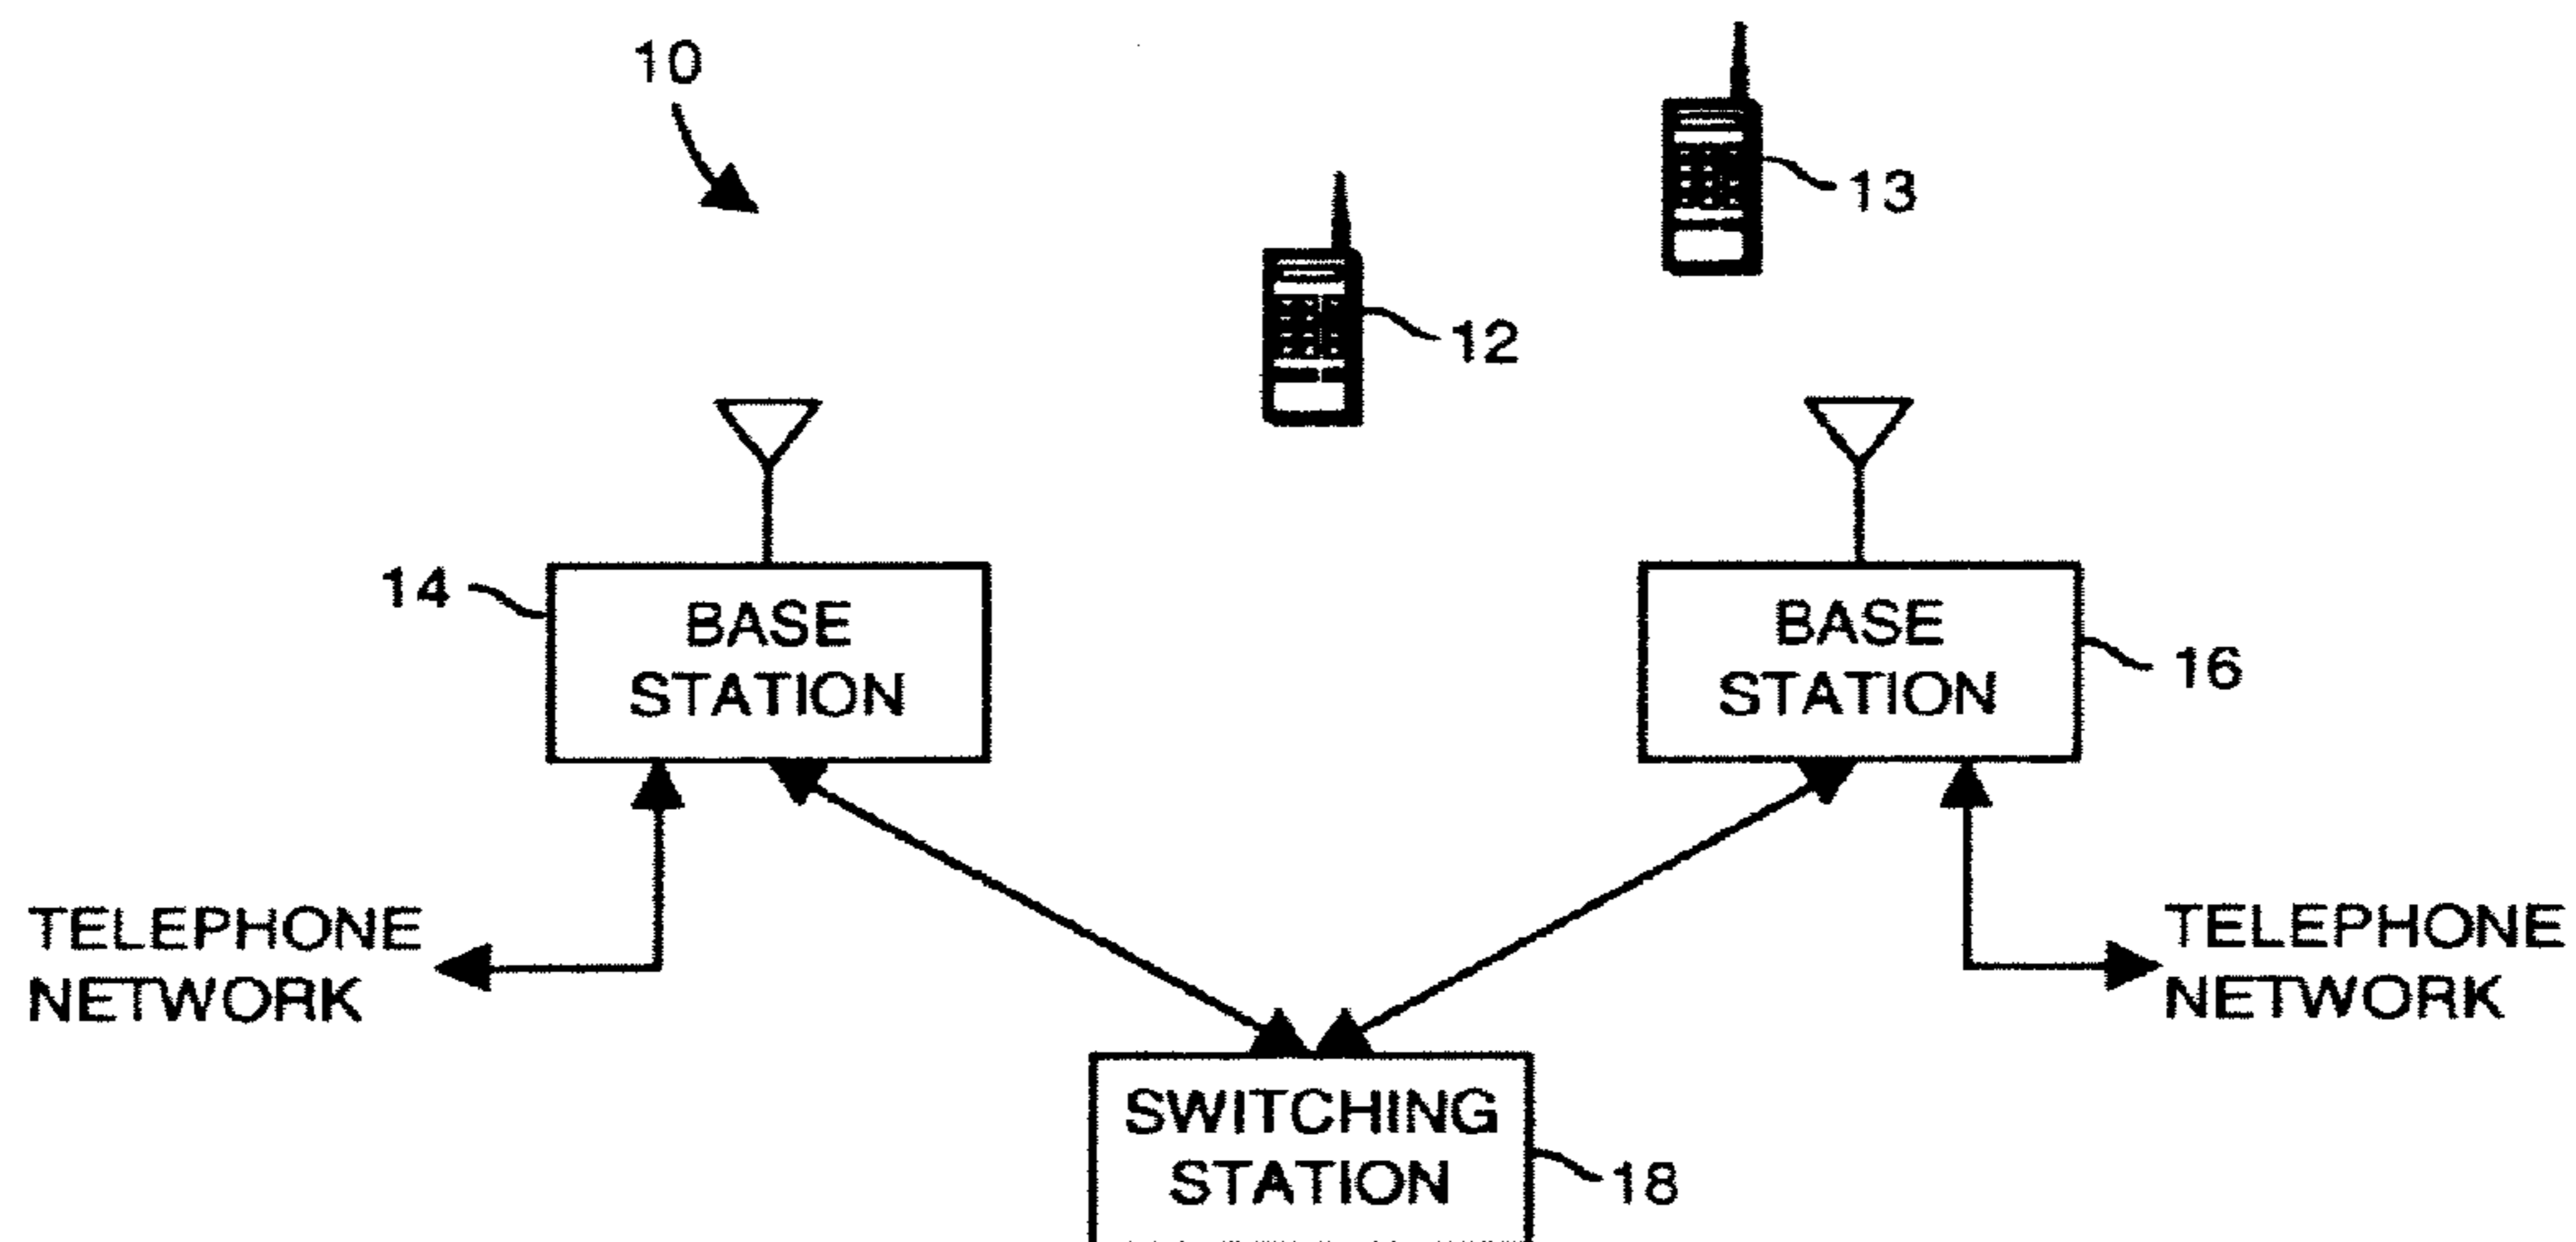 10
13
12
14
BASE
STATION
BASE
STATION
16
TELEPHONE
NETWORK
TELEPHONE
NETWORK
SWITCHING
STATION
18